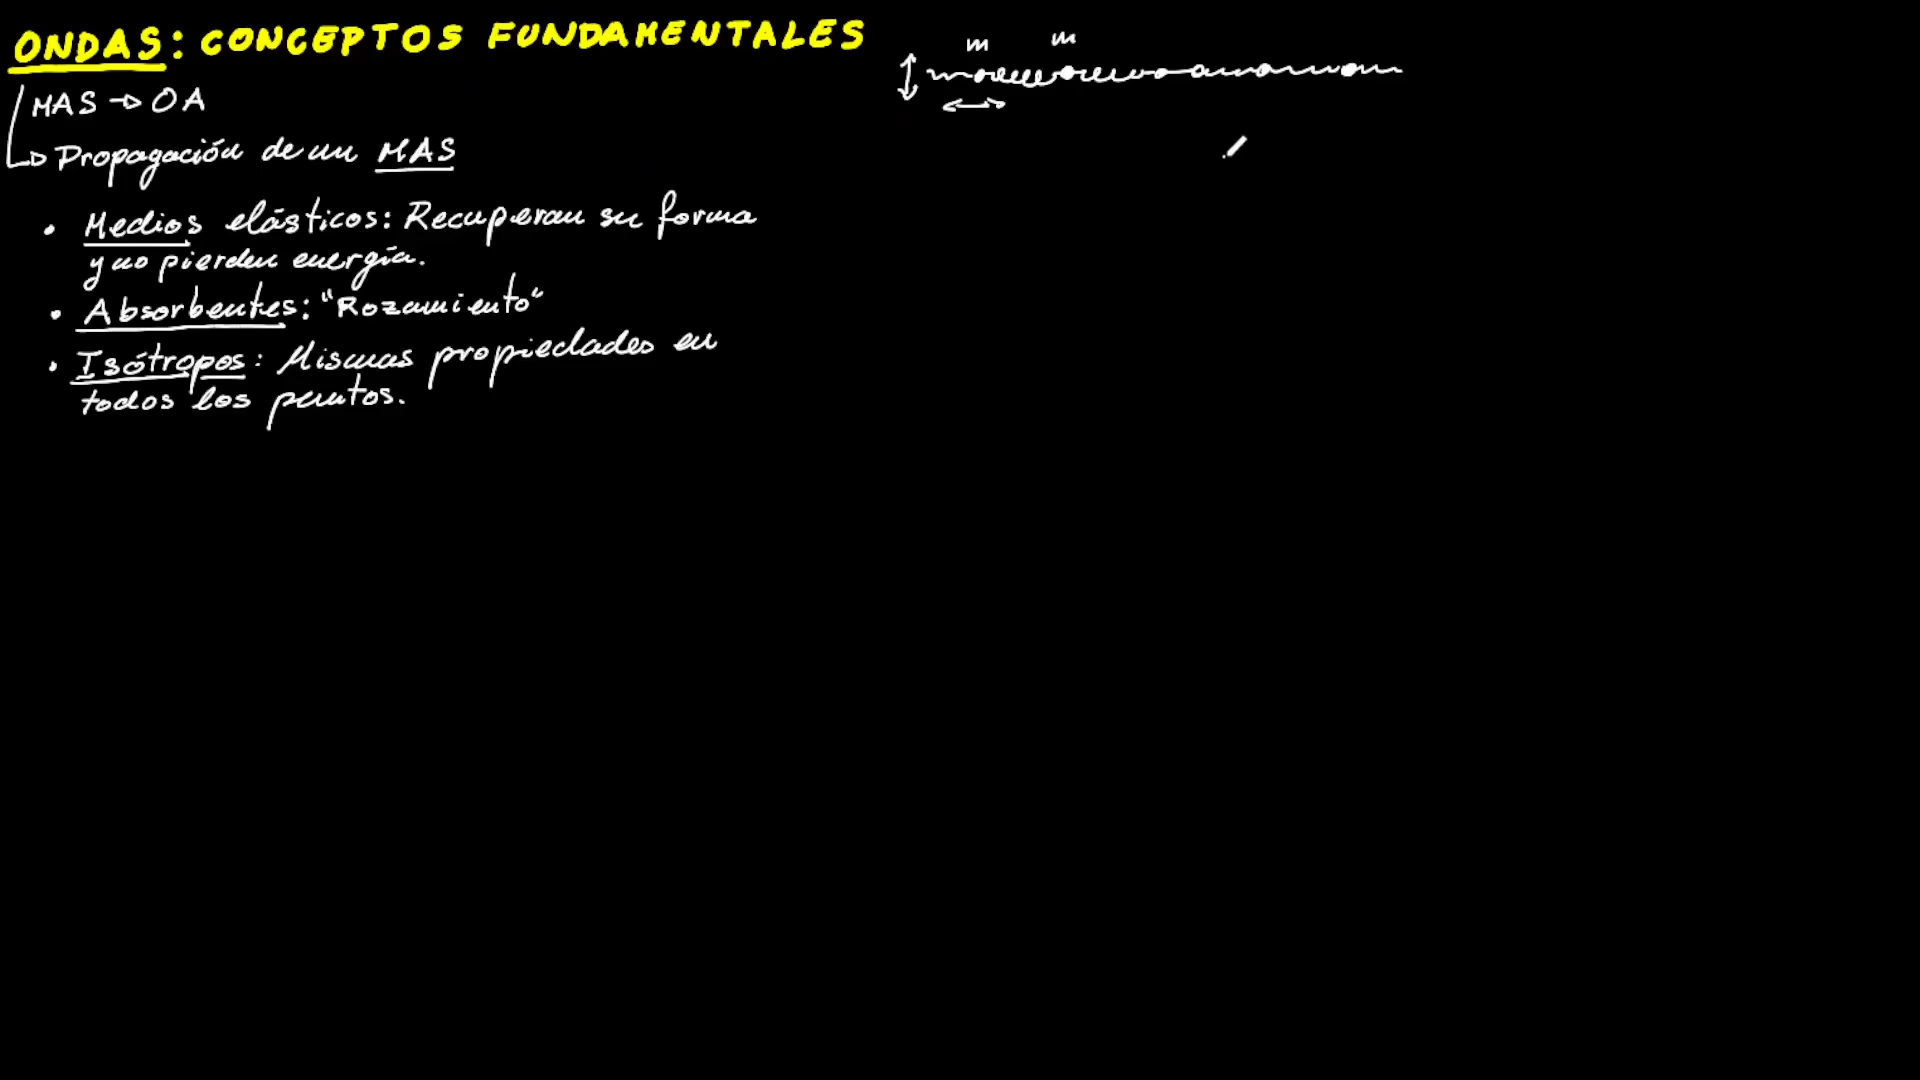 ONDAS: CONCEPTOS FUNDAMENTALES
m m
MAS → OA
Propagación de un MAS
• Medios elásticos: Recuperan su forma
y no pierden energía.
• Absorbentes: "Rozamiento"
• Isótropos: Mismas propiedades en
todos los puntos.